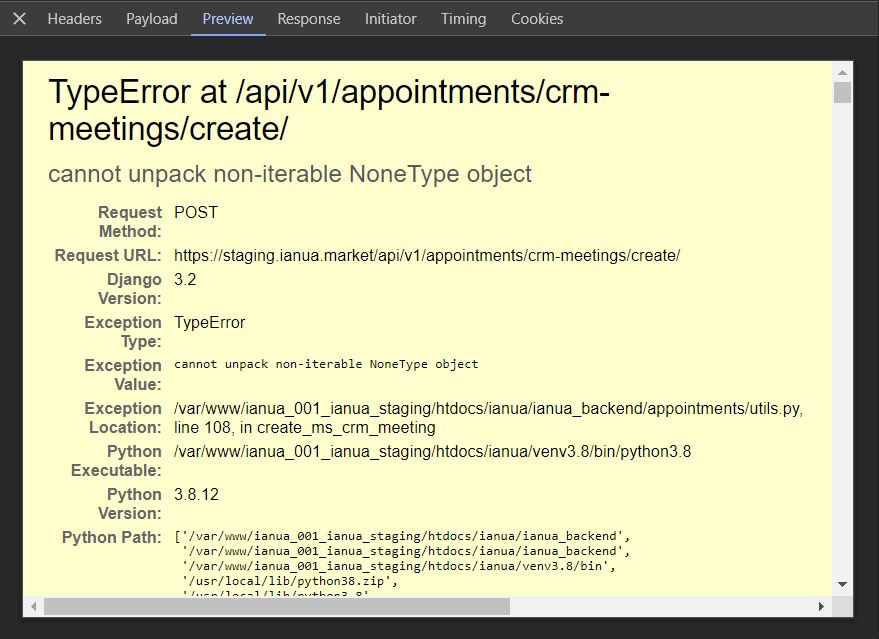 Headers Payload Preview Response Initiator Timing Cookies
TypeError at /api/v1/appointments/crm-
meetings/create/
cannot unpack non-iterable NoneType object
Request POST
Method:
Request URL: https://staging.ianua.market/api/v1/appointments/crm-meetings/create/
Django 3.2
Version:
Exception TypeError
Type:
Exception cannot unpack non-iterable NoneType object
Value:
Exception /var/www/ianua_001_ianua_staging/htdocs/ianua/ianua_backend/appointments/utils.py,
Location: line 108, in create_ms_crm_meeting
Python /var/www/ianua_001_ianua_staging/htdocs/ianua/venv3.8/bin/python3.8
Executable:
Python 3.8.12
Version:
Python Path: ['/var/www/ianua_001_ianua_staging/htdocs/ianua/ianua_backend',
'/var/www/ianua_001_ianua_staging/htdocs/ianua/ianua_backend',
'/var/www/ianua_001_ianua_staging/htdocs/ianua/venv3.8/bin',
'/usr/local/lib/python38.zip',